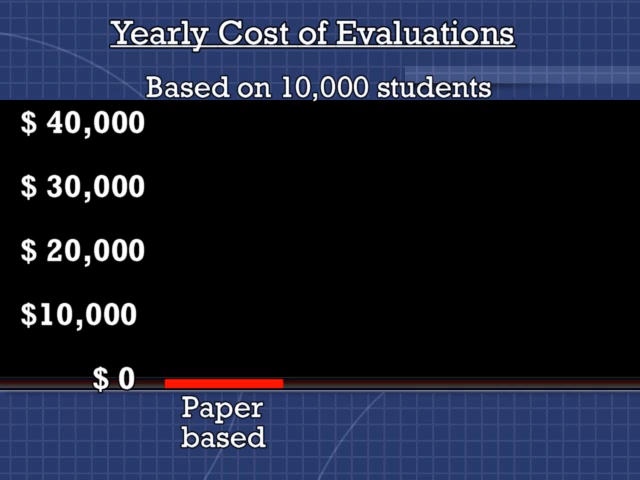 Yearly Cost of Evaluations
Based on 10,000 students
$ 40,000
$ 30,000
$ 20,000
$10,000
$ 0
Paper
based